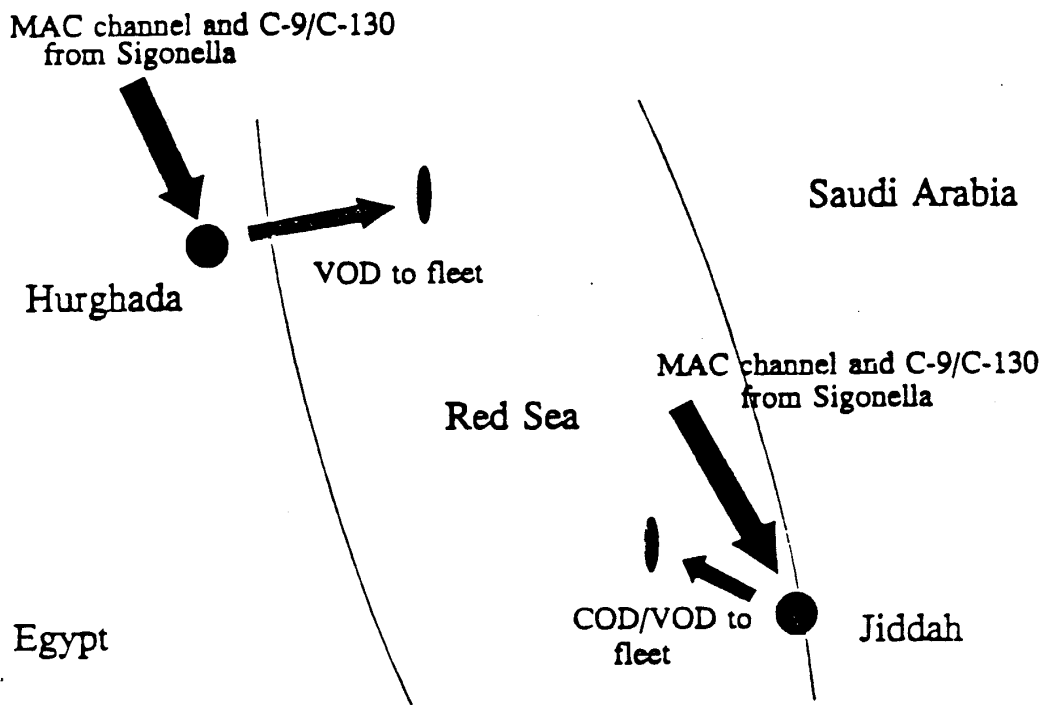 MAC channel and C-9/C-130
from Sigonella
Saudi Arabia
VOD to fleet
Hurghada
MAC channel and C-9/C-130
from Sigonella
Red Sea
COD/VOD to
fleet
Jiddah
Egypt